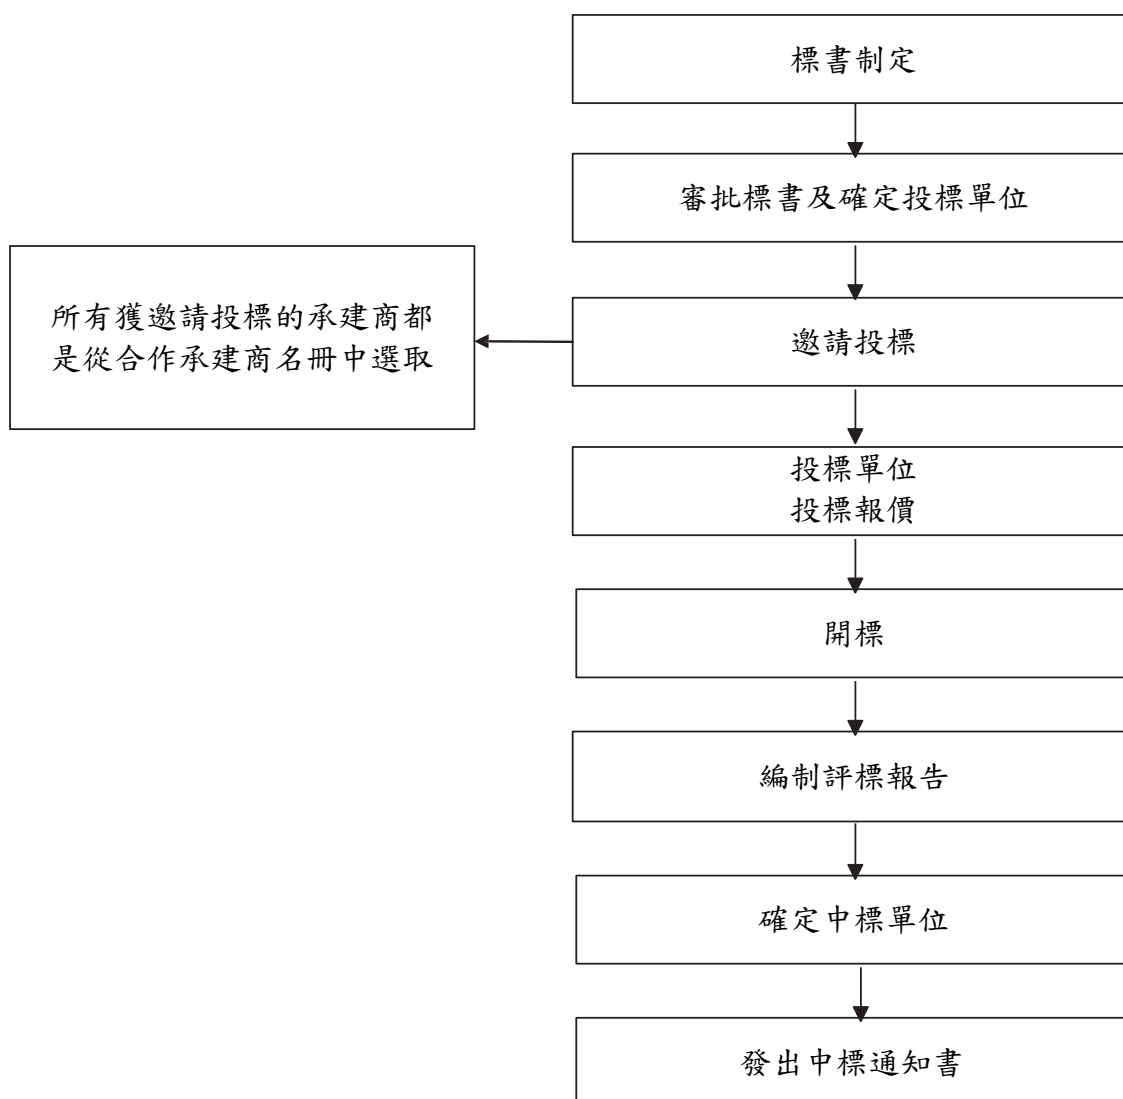 標書制定
審批標書及確定投標單位
所有獲邀請投標的承建商都
是從合作承建商名冊中選取
邀請投標
投標單位
投標報價
開標
編制評標報告
確定中標單位
發出中標通知書